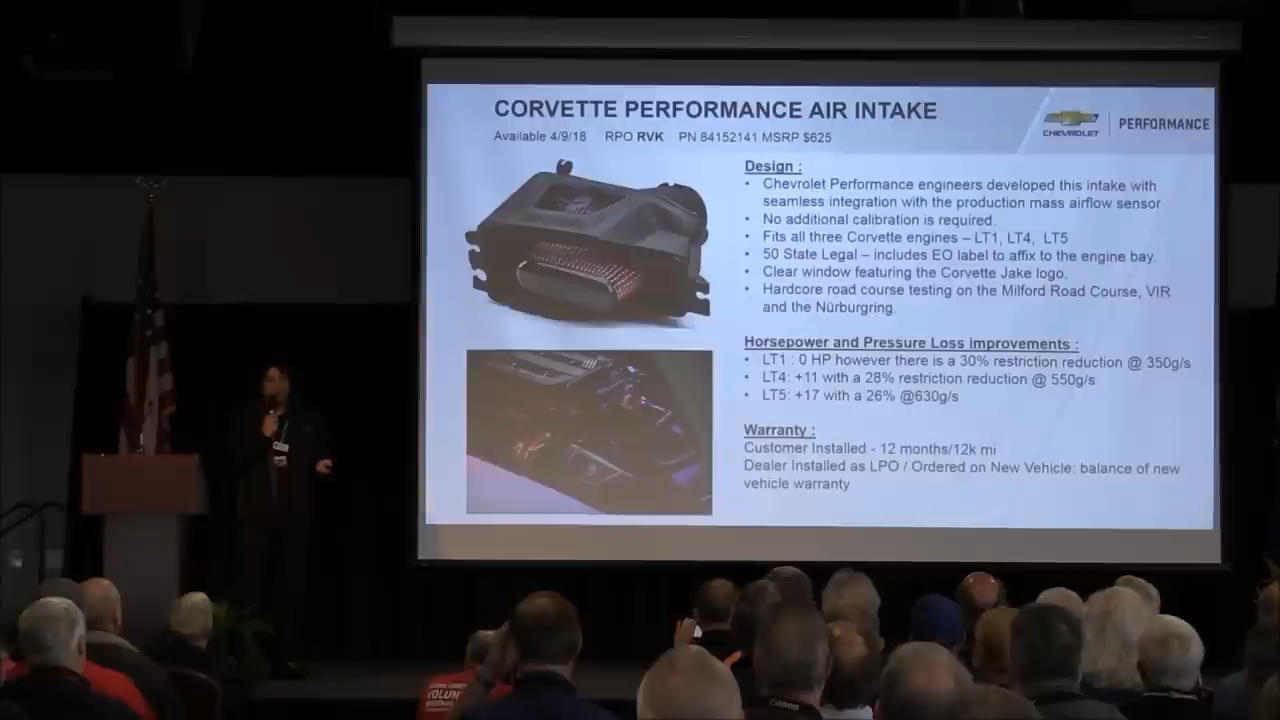 CORVETTE PERFORMANCE AIR INTAKE
Available 4/9/18 RPO RVK PN 84152141 MSRP $625
CHEVROLET PERFORMANCE
Design :
• Chevrolet Performance engineers developed this intake with
seamless integration with the production mass airflow sensor
• No additional calibration is required.
• Fits all three Corvette engines – LT1, LT4, LT5
• 50 State Legal – includes EO label to affix to the engine bay.
• Clear window featuring the Corvette Jake logo.
• Hardcore road course testing on the Milford Road Course, VIR
and the Nürburgring.
Horsepower and Pressure Loss Improvements :
• LT1 : 0 HP however there is a 30% restriction reduction @ 350g/s
• LT4: +11 with a 28% restriction reduction @ 550g/s
• LT5: +17 with a 26% @630g/s
Warranty :
Customer Installed - 12 months/12k mi
Dealer Installed as LPO / Ordered on New Vehicle: balance of new
vehicle warranty
Canon